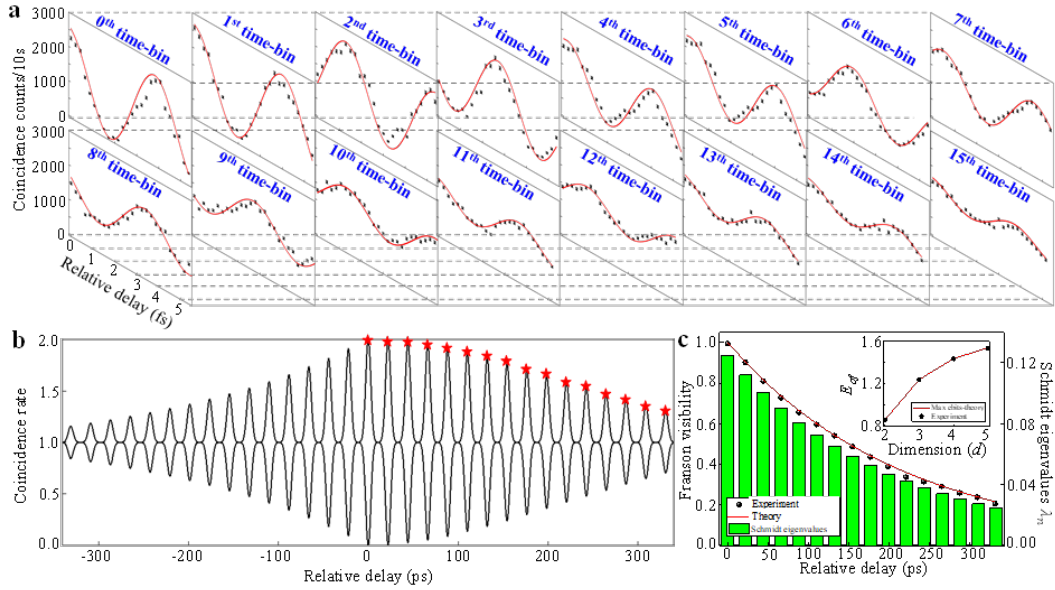 a
0th time-bin
1st time-bin
2nd time-bin
3rd time-bin
4th time-bin
5th time-bin
6th time-bin
7th time-bin
Coincidence counts/10s
3000
2000
1000
0
8th time-bin
9th time-bin
10th time-bin
11th time-bin
12th time-bin
13th time-bin
14th time-bin
15th time-bin
3000
2000
1000
0
0 1 2 3 4 5
Relative delay (fs)
b
Coincidence rate
2.0
1.5
1.0
0.5
0.0
-300 -200 -100 0 100 200 300
Relative delay (ps)
c
Franson visibility
1.0
0.8
0.6
0.4
0.2
0.0
Experiment
Theory
Schmidt eigenvalues
0 50 100 150 200 250 300
Relative delay (ps)
0.12
0.08
0.04
0.00
Schmidt eigenvalues λn
1.6
1.2
0.8
Max ebits-theory
Experiment
2 3 4 5
Dimension (d)